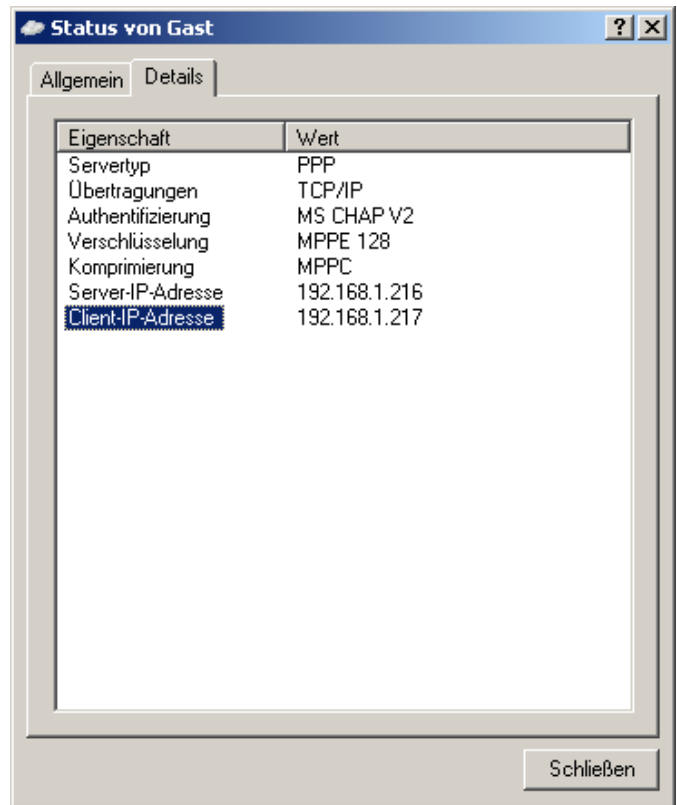 Status von Gast
Allgemein Details
Eigenschaft Wert
Servertyp PPP
Übertragungen TCP/IP
Authentifizierung MS CHAP V2
Verschlüsselung MPPE 128
Komprimierung MPPC
Server-IP-Adresse 192.168.1.216
Client-IP-Adresse 192.168.1.217
Schließen